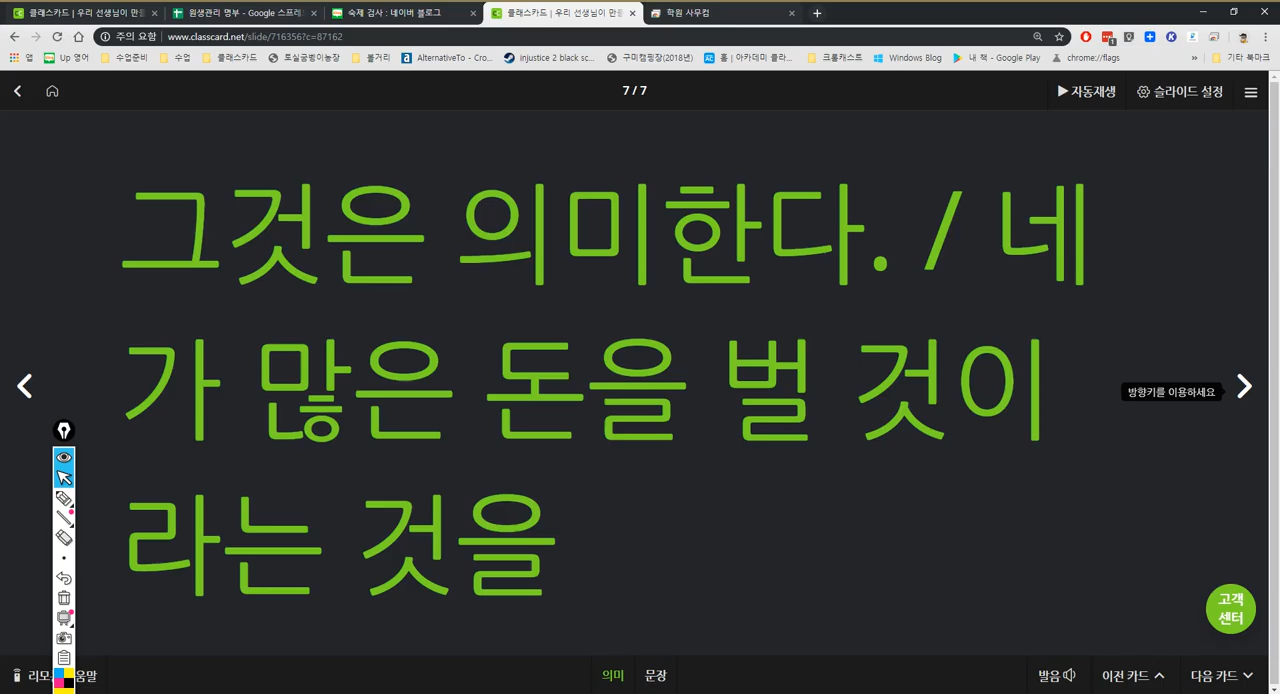 클래스카드 | 우리 선생님이 만든
원생관리 명부 - Google 스프레
숙제 검사 : 네이버 블로그
클래스카드 | 우리 선생님이 만든
학원 사무컴
주의 요함 | www.classcard.net/slide/716356?c=87162
앱 Up 영어 수업준비 수업 클래스카드 토실굼벵이농장 볼거리 AlternativeTo - Cro... Injustice 2 black sc... 구미캠핑장(2018년) 홈 | 아카데미 클라... 크롬캐스트 Windows Blog 내 책 - Google Play chrome://flags » 기타 북마크
7 / 7
자동재생 슬라이드 설정
그것은 의미한다. / 네
가 많은 돈을 벌 것이
라는 것을
방향키를 이용하세요
고객
센터
의미 문장
발음 이전 카드 다음 카드